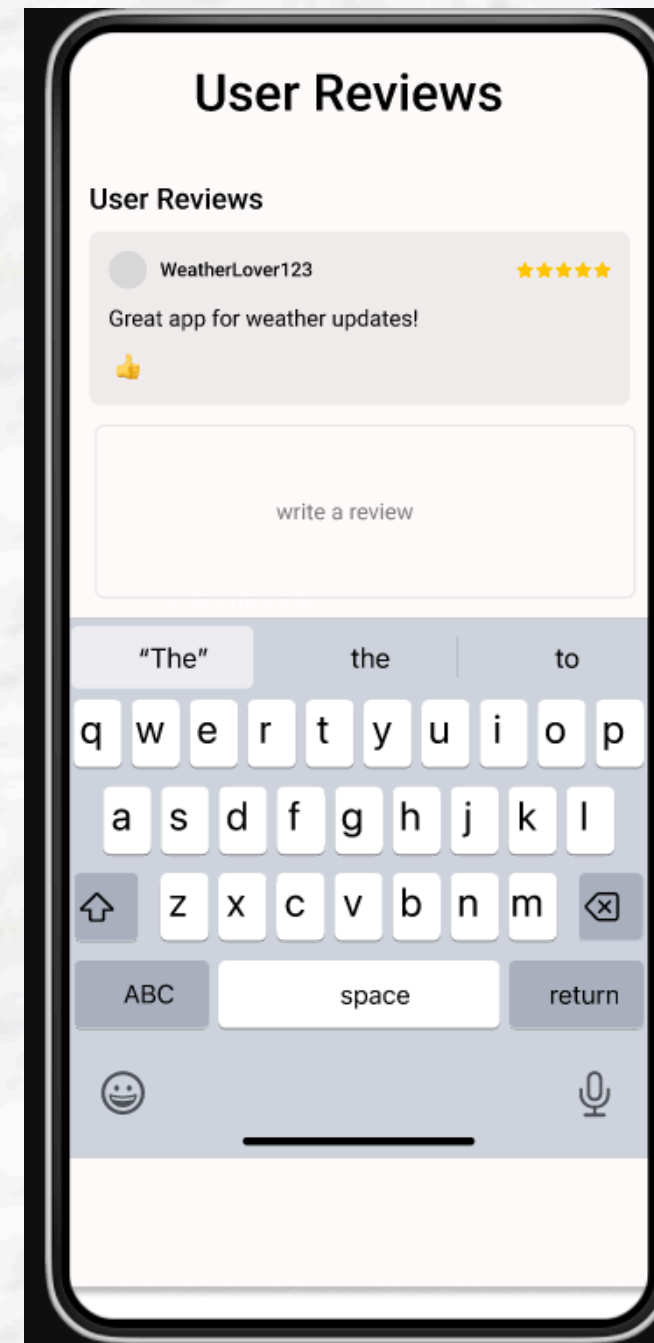 User Reviews
User Reviews
WeatherLover123
Great app for weather updates!
write a review
“The” the to
q w e r t y u i o p
a s d f g h j k l
z x c v b n m
ABC space return